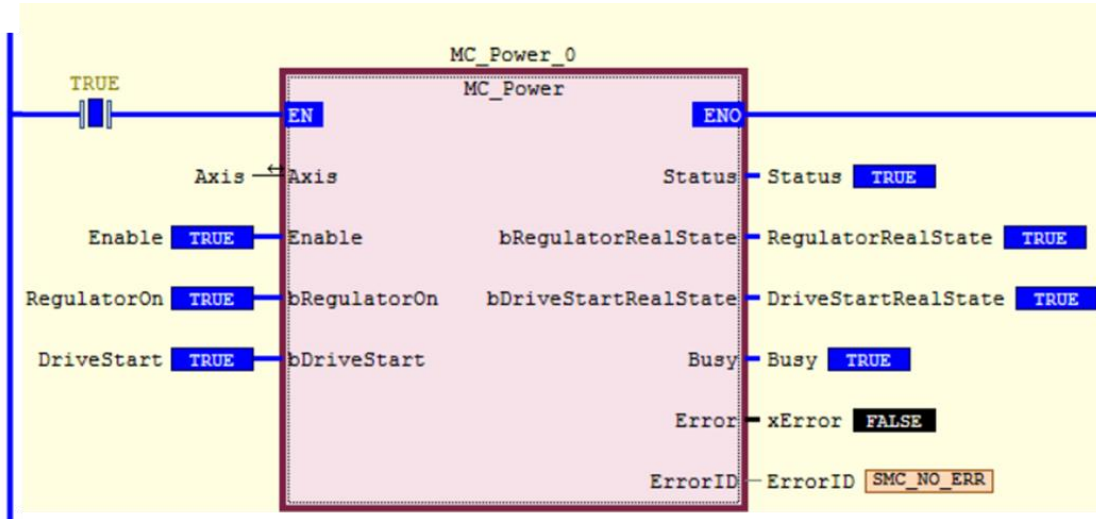 MC_Power_0
TRUE
MC_Power
EN ENO
Axis Axis Status Status TRUE
Enable TRUE Enable bRegulatorRealState RegulatorRealState TRUE
RegulatorOn TRUE bRegulatorOn bDriveStartRealState DriveStartRealState TRUE
DriveStart TRUE bDriveStart Busy Busy TRUE
Error xError FALSE
ErrorID ErrorID SMC_NO_ERR